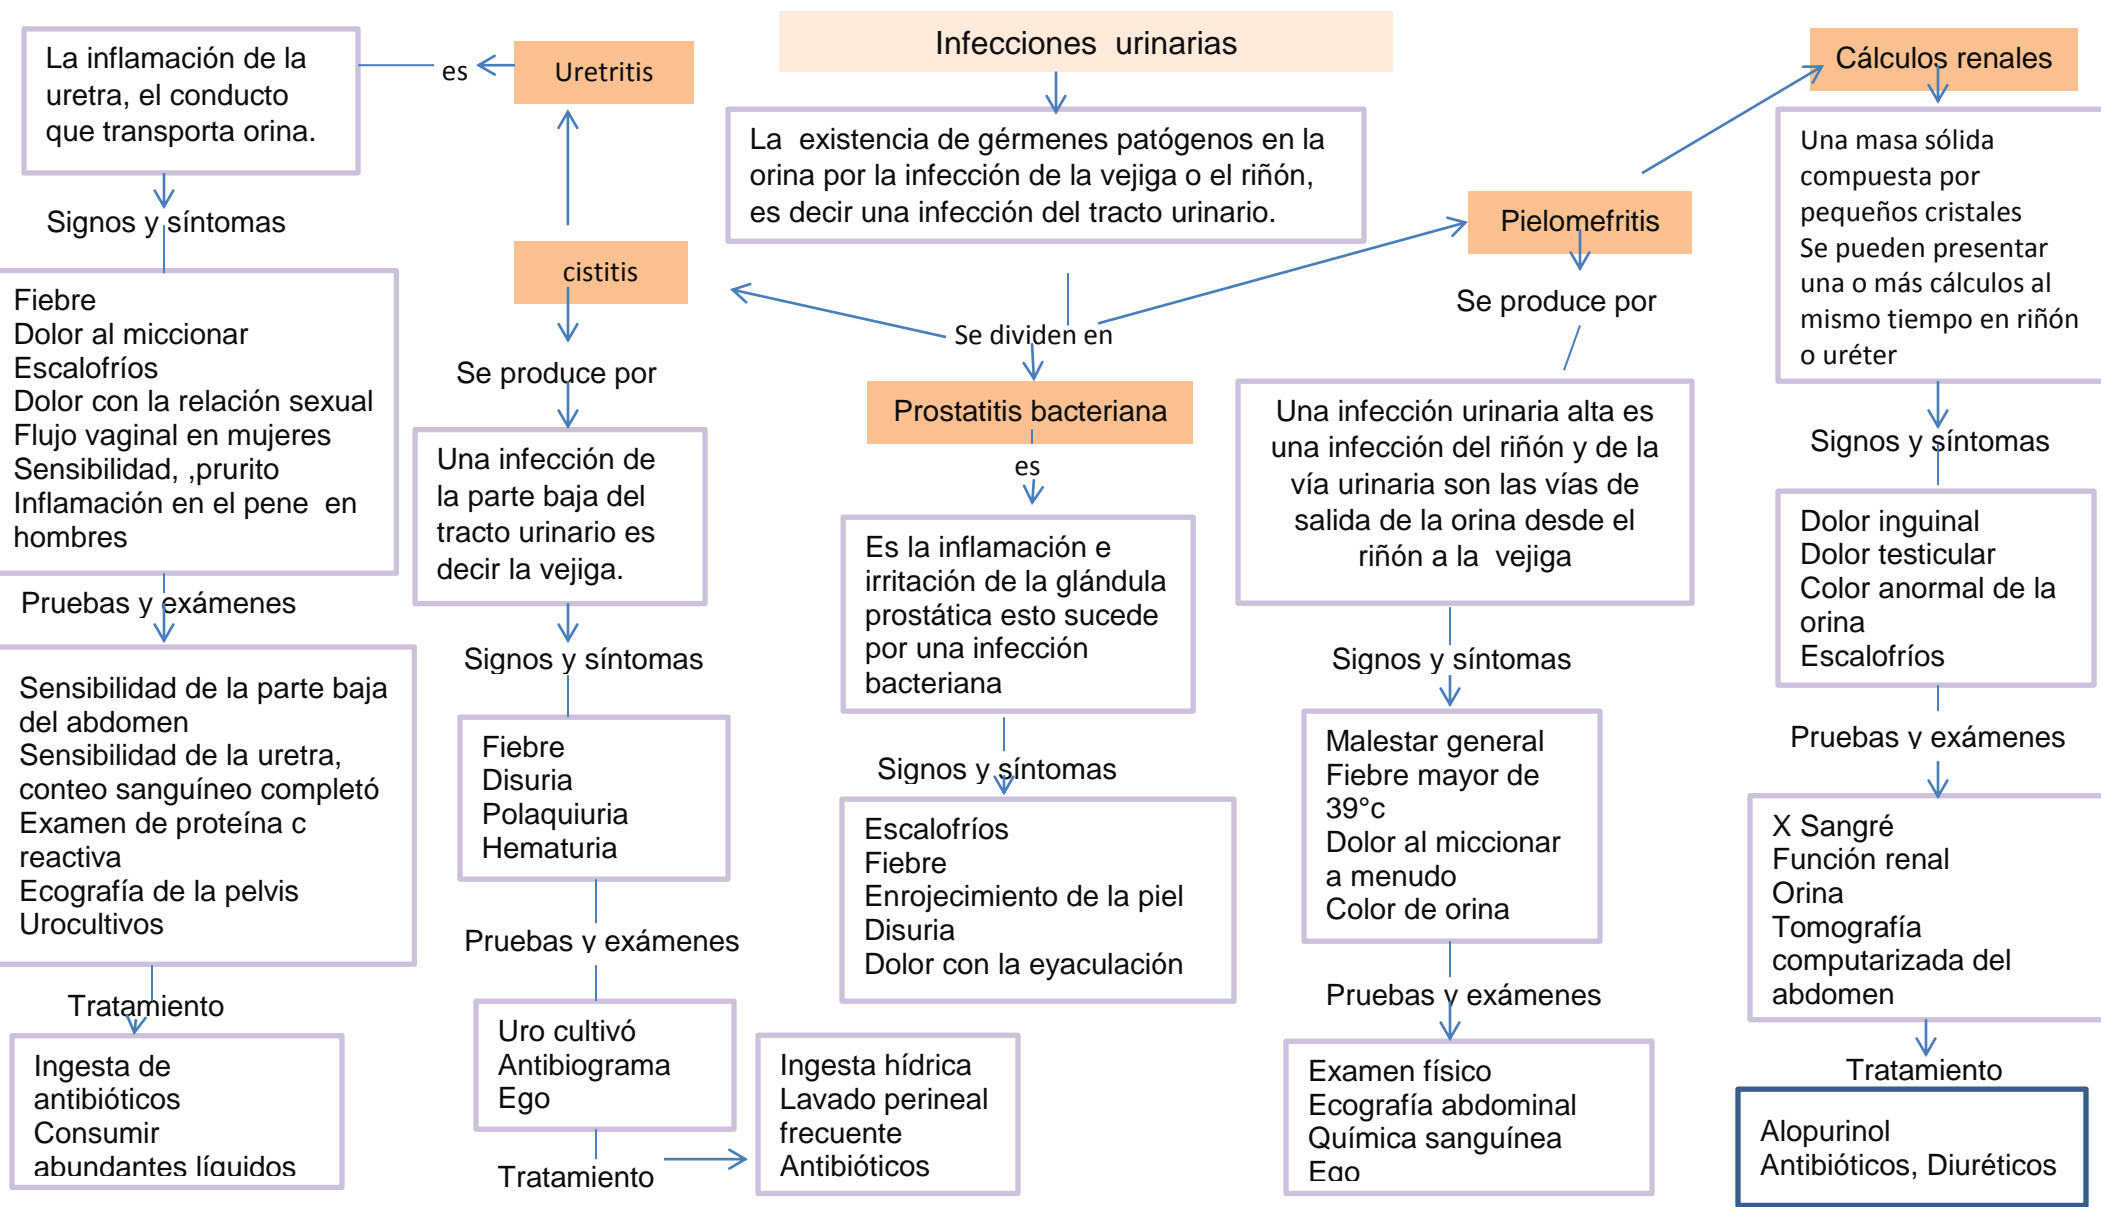 Infecciones  urinarias
La  existencia de gérmenes patógenos en la
orina por la infección de la vejiga o el riñón,
es decir una infección del tracto urinario.
Se dividen en
Uretritis
es
La inflamación de la
uretra, el conducto
que transporta orina.
Signos y síntomas
Fiebre
Dolor al miccionar
Escalofríos
Dolor con la relación sexual
Flujo vaginal en mujeres
Sensibilidad, ,prurito
Inflamación en el pene  en
hombres
Pruebas y exámenes
Sensibilidad de la parte baja
del abdomen
Sensibilidad de la uretra,
conteo sanguíneo completó
Examen de proteína c
reactiva
Ecografía de la pelvis
Urocultivos
Tratamiento
Ingesta de
antibióticos
Consumir
abundantes líquidos
cistitis
Se produce por
Una infección de
la parte baja del
tracto urinario es
decir la vejiga.
Signos y síntomas
Fiebre
Disuria
Polaquiuria
Hematuria
Pruebas y exámenes
Uro cultivó
Antibiograma
Ego
Tratamiento
Ingesta hídrica
Lavado perineal
frecuente
Antibióticos
Prostatitis bacteriana
es
Es la inflamación e
irritación de la glándula
prostática esto sucede
por una infección
bacteriana
Signos y síntomas
Escalofríos
Fiebre
Enrojecimiento de la piel
Disuria
Dolor con la eyaculación
Pielomefritis
Se produce por
Una infección urinaria alta es
una infección del riñón y de la
vía urinaria son las vías de
salida de la orina desde el
riñón a la  vejiga
Signos y síntomas
Malestar general
Fiebre mayor de
39°c
Dolor al miccionar
a menudo
Color de orina
Pruebas y exámenes
Examen físico
Ecografía abdominal
Química sanguínea
Ego
Cálculos renales
Una masa sólida
compuesta por
pequeños cristales
Se pueden presentar
una o más cálculos al
mismo tiempo en riñón
o uréter
Signos y síntomas
Dolor inguinal
Dolor testicular
Color anormal de la
orina
Escalofríos
Pruebas y exámenes
X Sangré
Función renal
Orina
Tomografía
computarizada del
abdomen
Tratamiento
Alopurinol
Antibióticos, Diuréticos